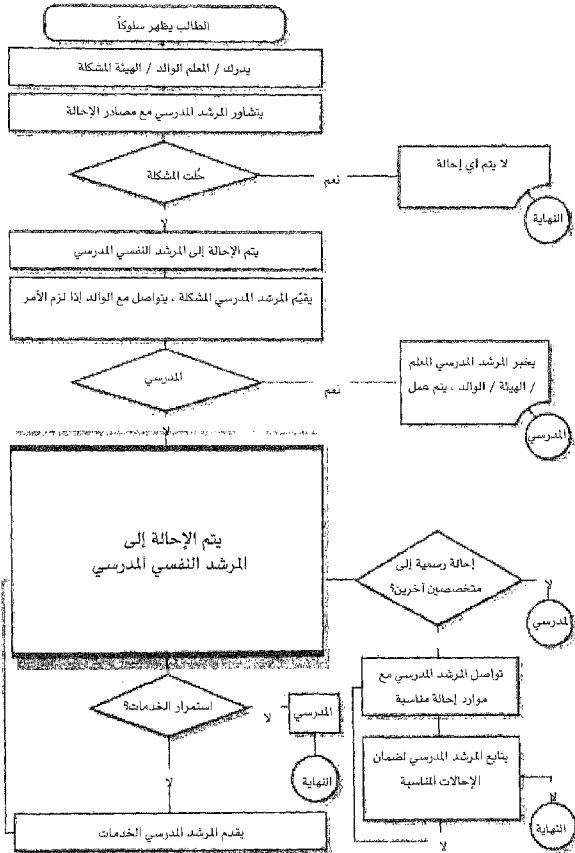 الطالب يظهر سلوكاً
يدرك / المعلم الوالد / الهيئة المشكلة
يتشاور المرشد المدرسي مع مصادر الإحالة
حُلت المشكلة
نعم
لا يتم أي إحالة
النهاية
لا
يتم الإحالة إلى المرشد النفسي المدرسي
يقيّم المرشد المدرسي المشكلة ، يتواصل مع الوالد إذا لزم الأمر
المدرسي
نعم
يخبر المرشد المدرسي المعلم
/ الهيئة / الوالد ، يتم عمل
المدرسي
لا
يتم الإحالة إلى
المرشد النفسي المدرسي
إحالة رسمية إلى
متخصصين آخرين؟
لا
المدرسي
تواصل المرشد المدرسي مع
موارد إحالة مناسبة
يتابع المرشد المدرسي لضمان
الإحالات المناسبة
لا
النهاية
لا
استمرار الخدمات؟
لا
المدرسي
النهاية
لا
يقدم المرشد المدرسي الخدمات